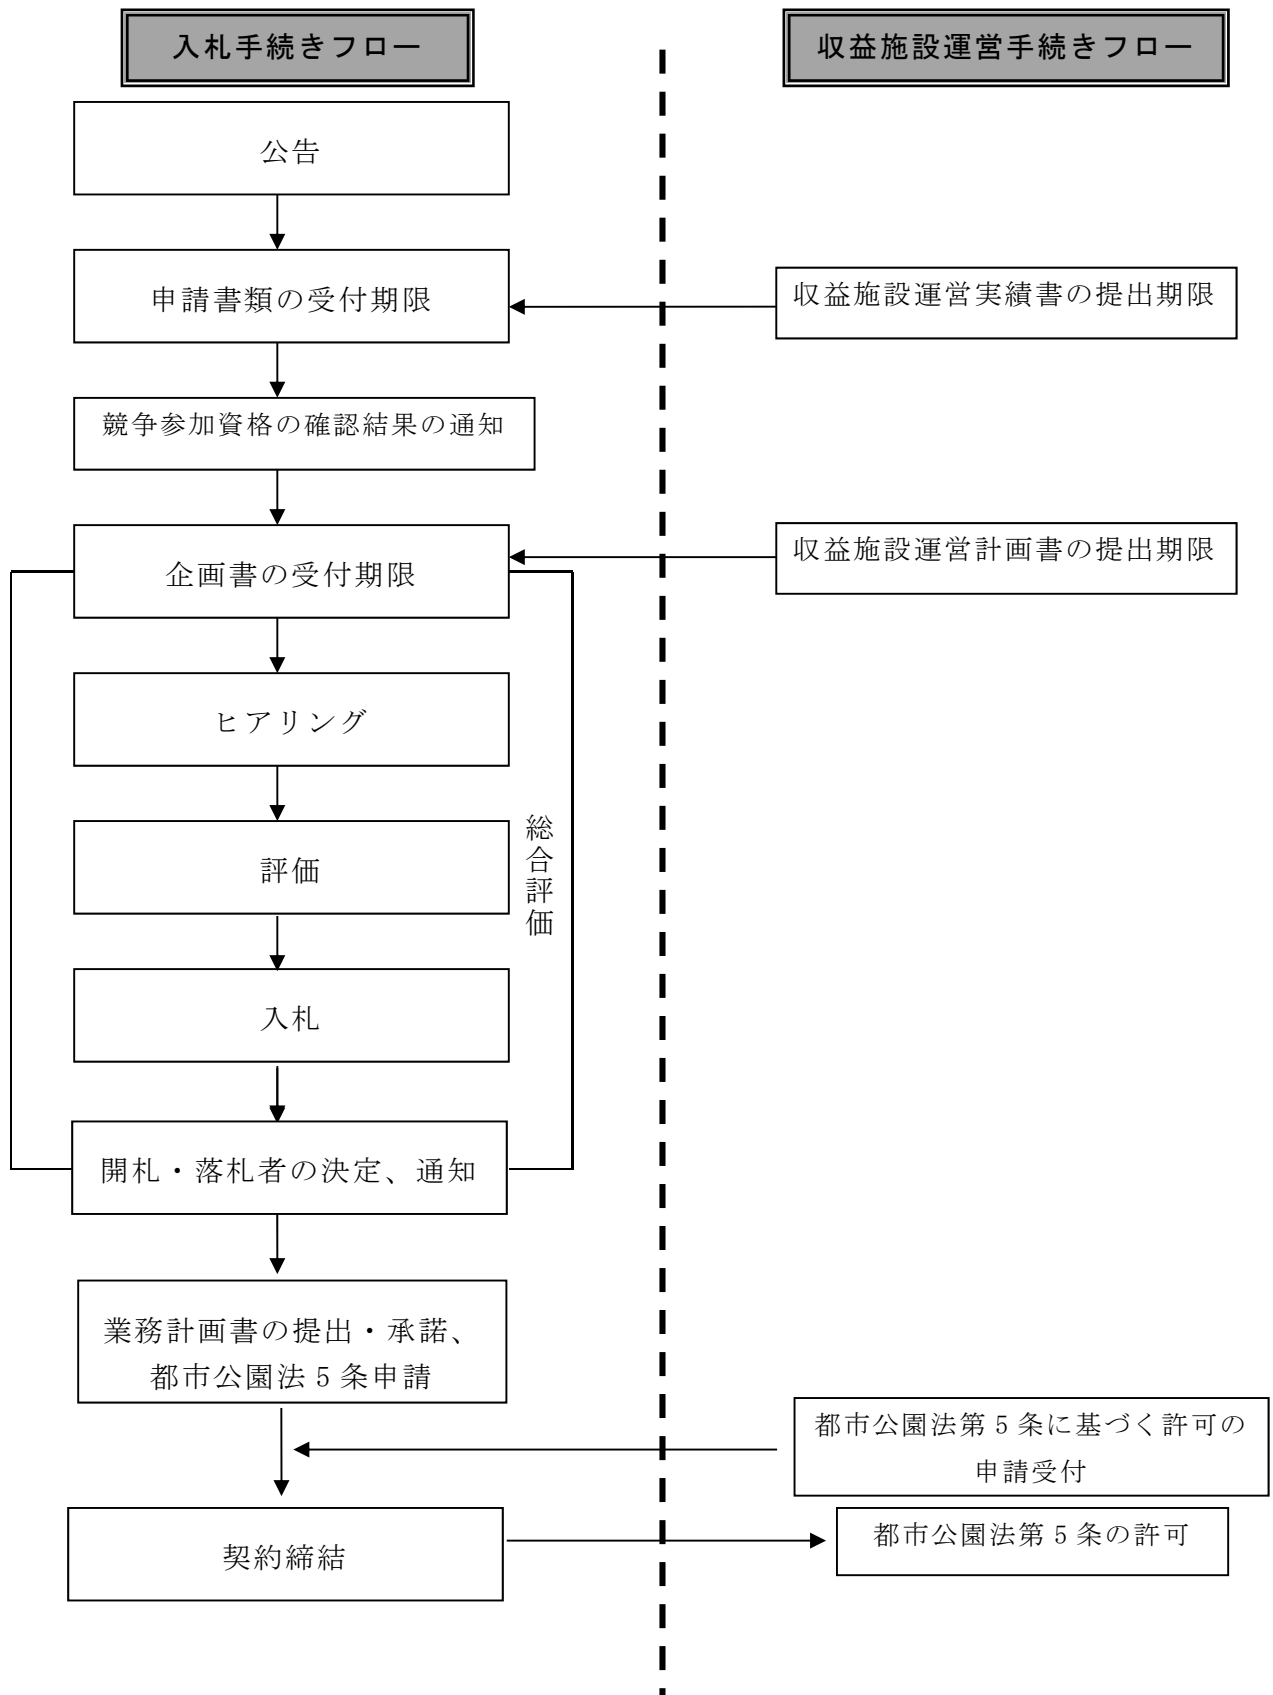 入札手続きフロー
収益施設運営手続きフロー
公告
申請書類の受付期限
収益施設運営実績書の提出期限
競争参加資格の確認結果の通知
企画書の受付期限
収益施設運営計画書の提出期限
ヒアリング
評価
総合評価
入札
開札・落札者の決定、通知
業務計画書の提出・承諾、
都市公園法5条申請
都市公園法第5条に基づく許可の
申請受付
契約締結
都市公園法第5条の許可